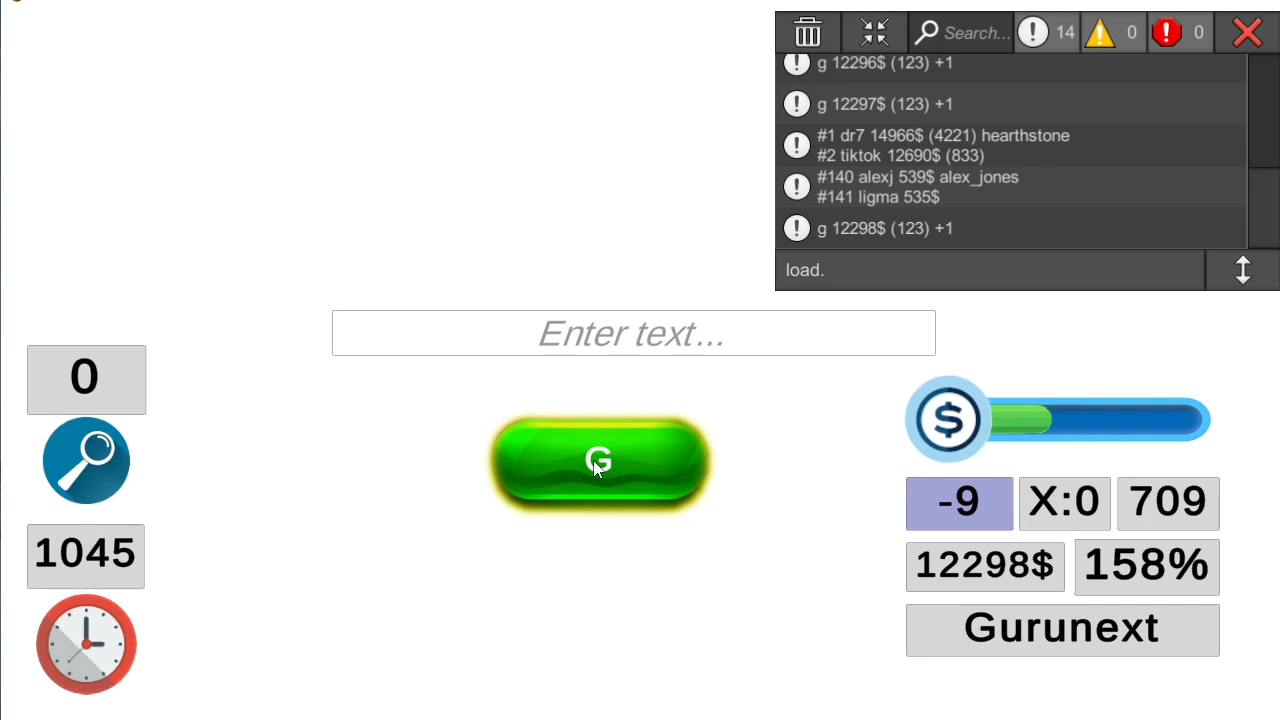 Search... 14 0 0
g 12296$ (123) +1
g 12297$ (123) +1
#1 dr7 14966$ (4221) hearthstone
#2 tiktok 12690$ (833)
#140 alexj 539$ alex_jones
#141 ligma 535$
g 12298$ (123) +1
load.
Enter text...
0
G
$
-9 X:0 709
1045
12298$ 158%
Gurunext